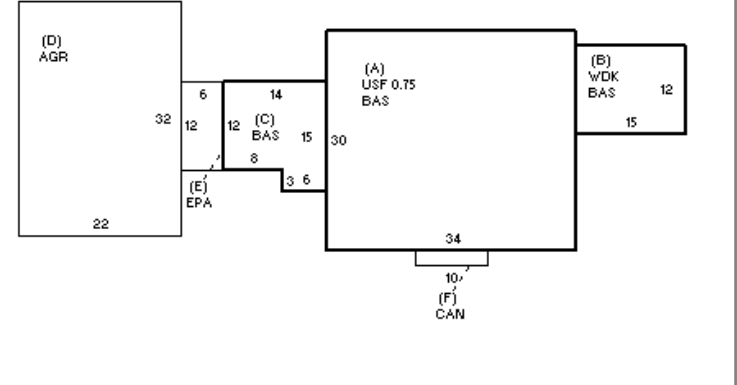 (D)
AGR
(A)
USF 0.75
BAS
(B)
WDK
BAS
12
15
6
14
32
12
12
(C)
BAS
15
30
8
3 6
(E)
EPA
22
34
10
(F)
CAN